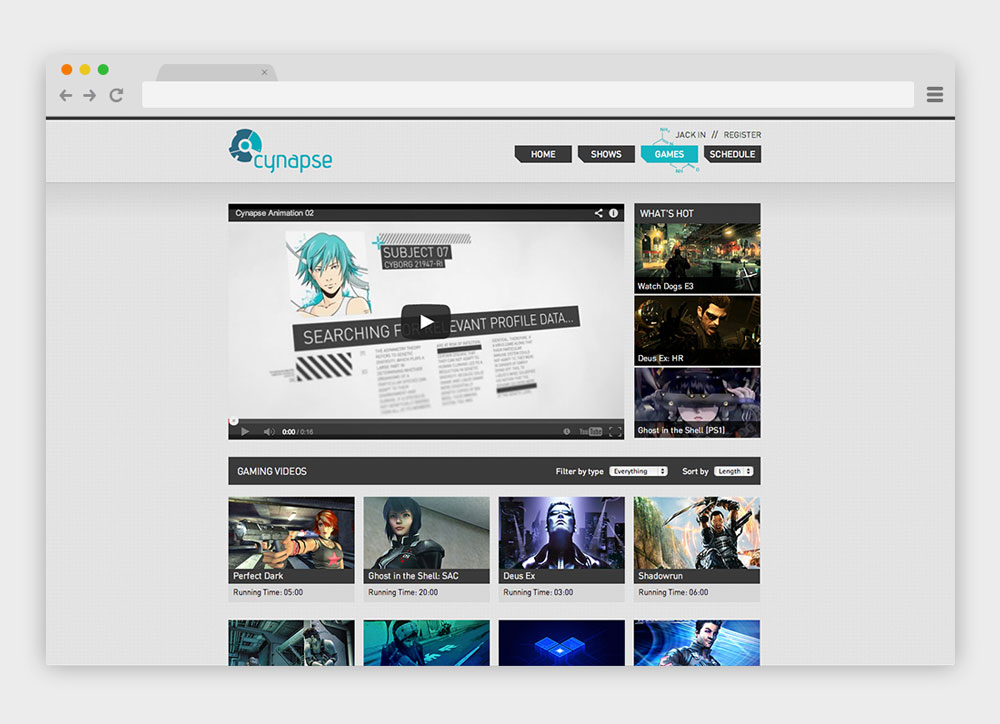 cynapse
JACK IN // REGISTER
HOME
SHOWS
GAMES
SCHEDULE
NH₂
NH
Cynapse Animation 02
SUBJECT 07
CYBORG 21947-RI
SEARCHING FOR RELEVANT PROFILE DATA...
0:00 / 0:16
YouTube
WHAT'S HOT
Watch Dogs E3
Deus Ex: HR
Ghost in the Shell [PS1]
GAMING VIDEOS
Filter by type Everything
Sort by Length
Perfect Dark
Running Time: 05:00
Ghost in the Shell: SAC
Running Time: 20:00
Deus Ex
Running Time: 03:00
Shadowrun
Running Time: 06:00